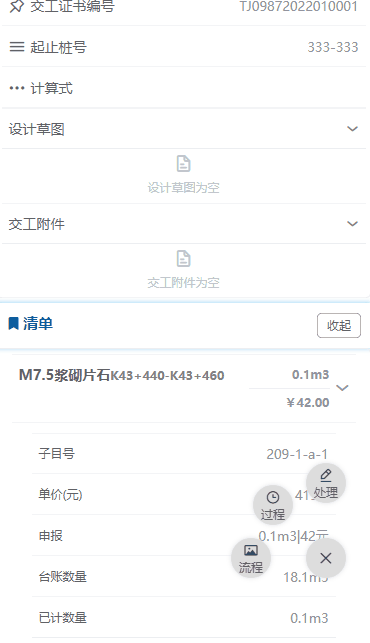 交工证书编号 TJ09872022010001
起止桩号 333-333
计算式
设计草图
设计草图为空
交工附件
交工附件为空
清单 收起
M7.5浆砌片石K43+440-K43+460 0.1m3
￥42.00
子目号 209-1-a-1
处理
单价(元) 41
过程
申报 0.1m3|42元
流程
台账数量 18.1m3
已计数量 0.1m3